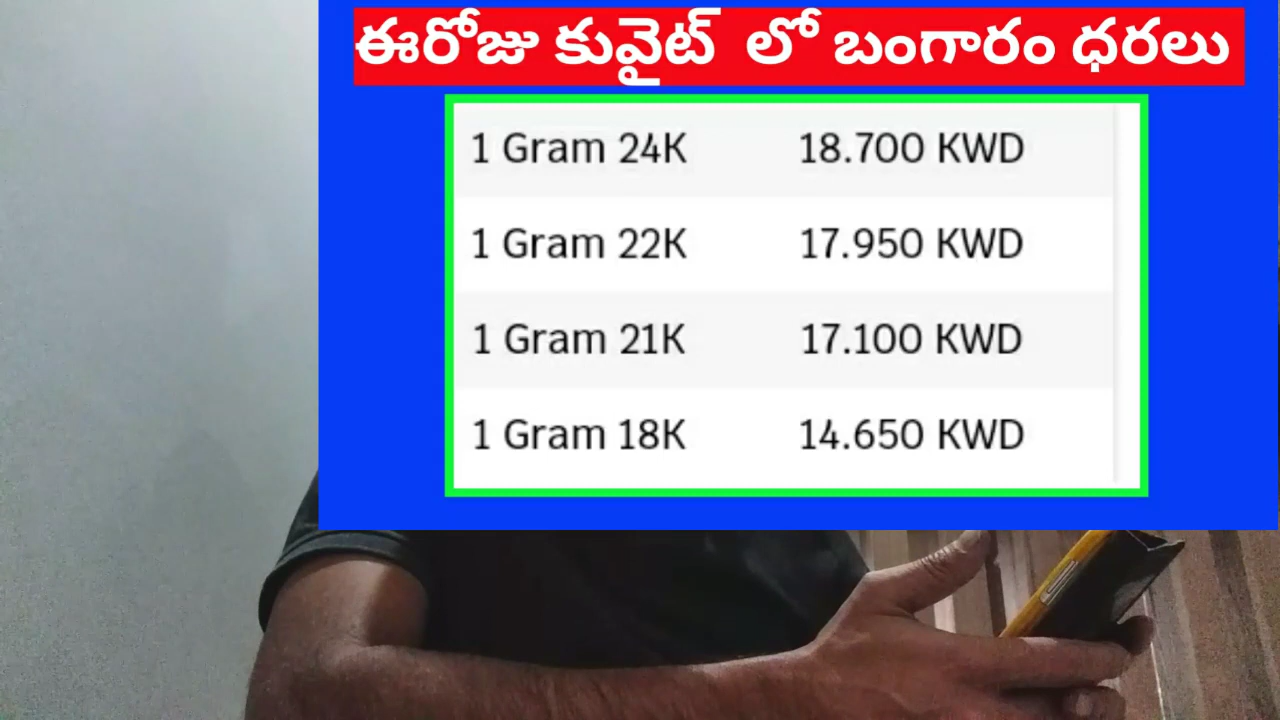 ఈరోజు కువైట్ లో బంగారం ధరలు
1 Gram 24K 18.700 KWD
1 Gram 22K 17.950 KWD
1 Gram 21K 17.100 KWD
1 Gram 18K 14.650 KWD